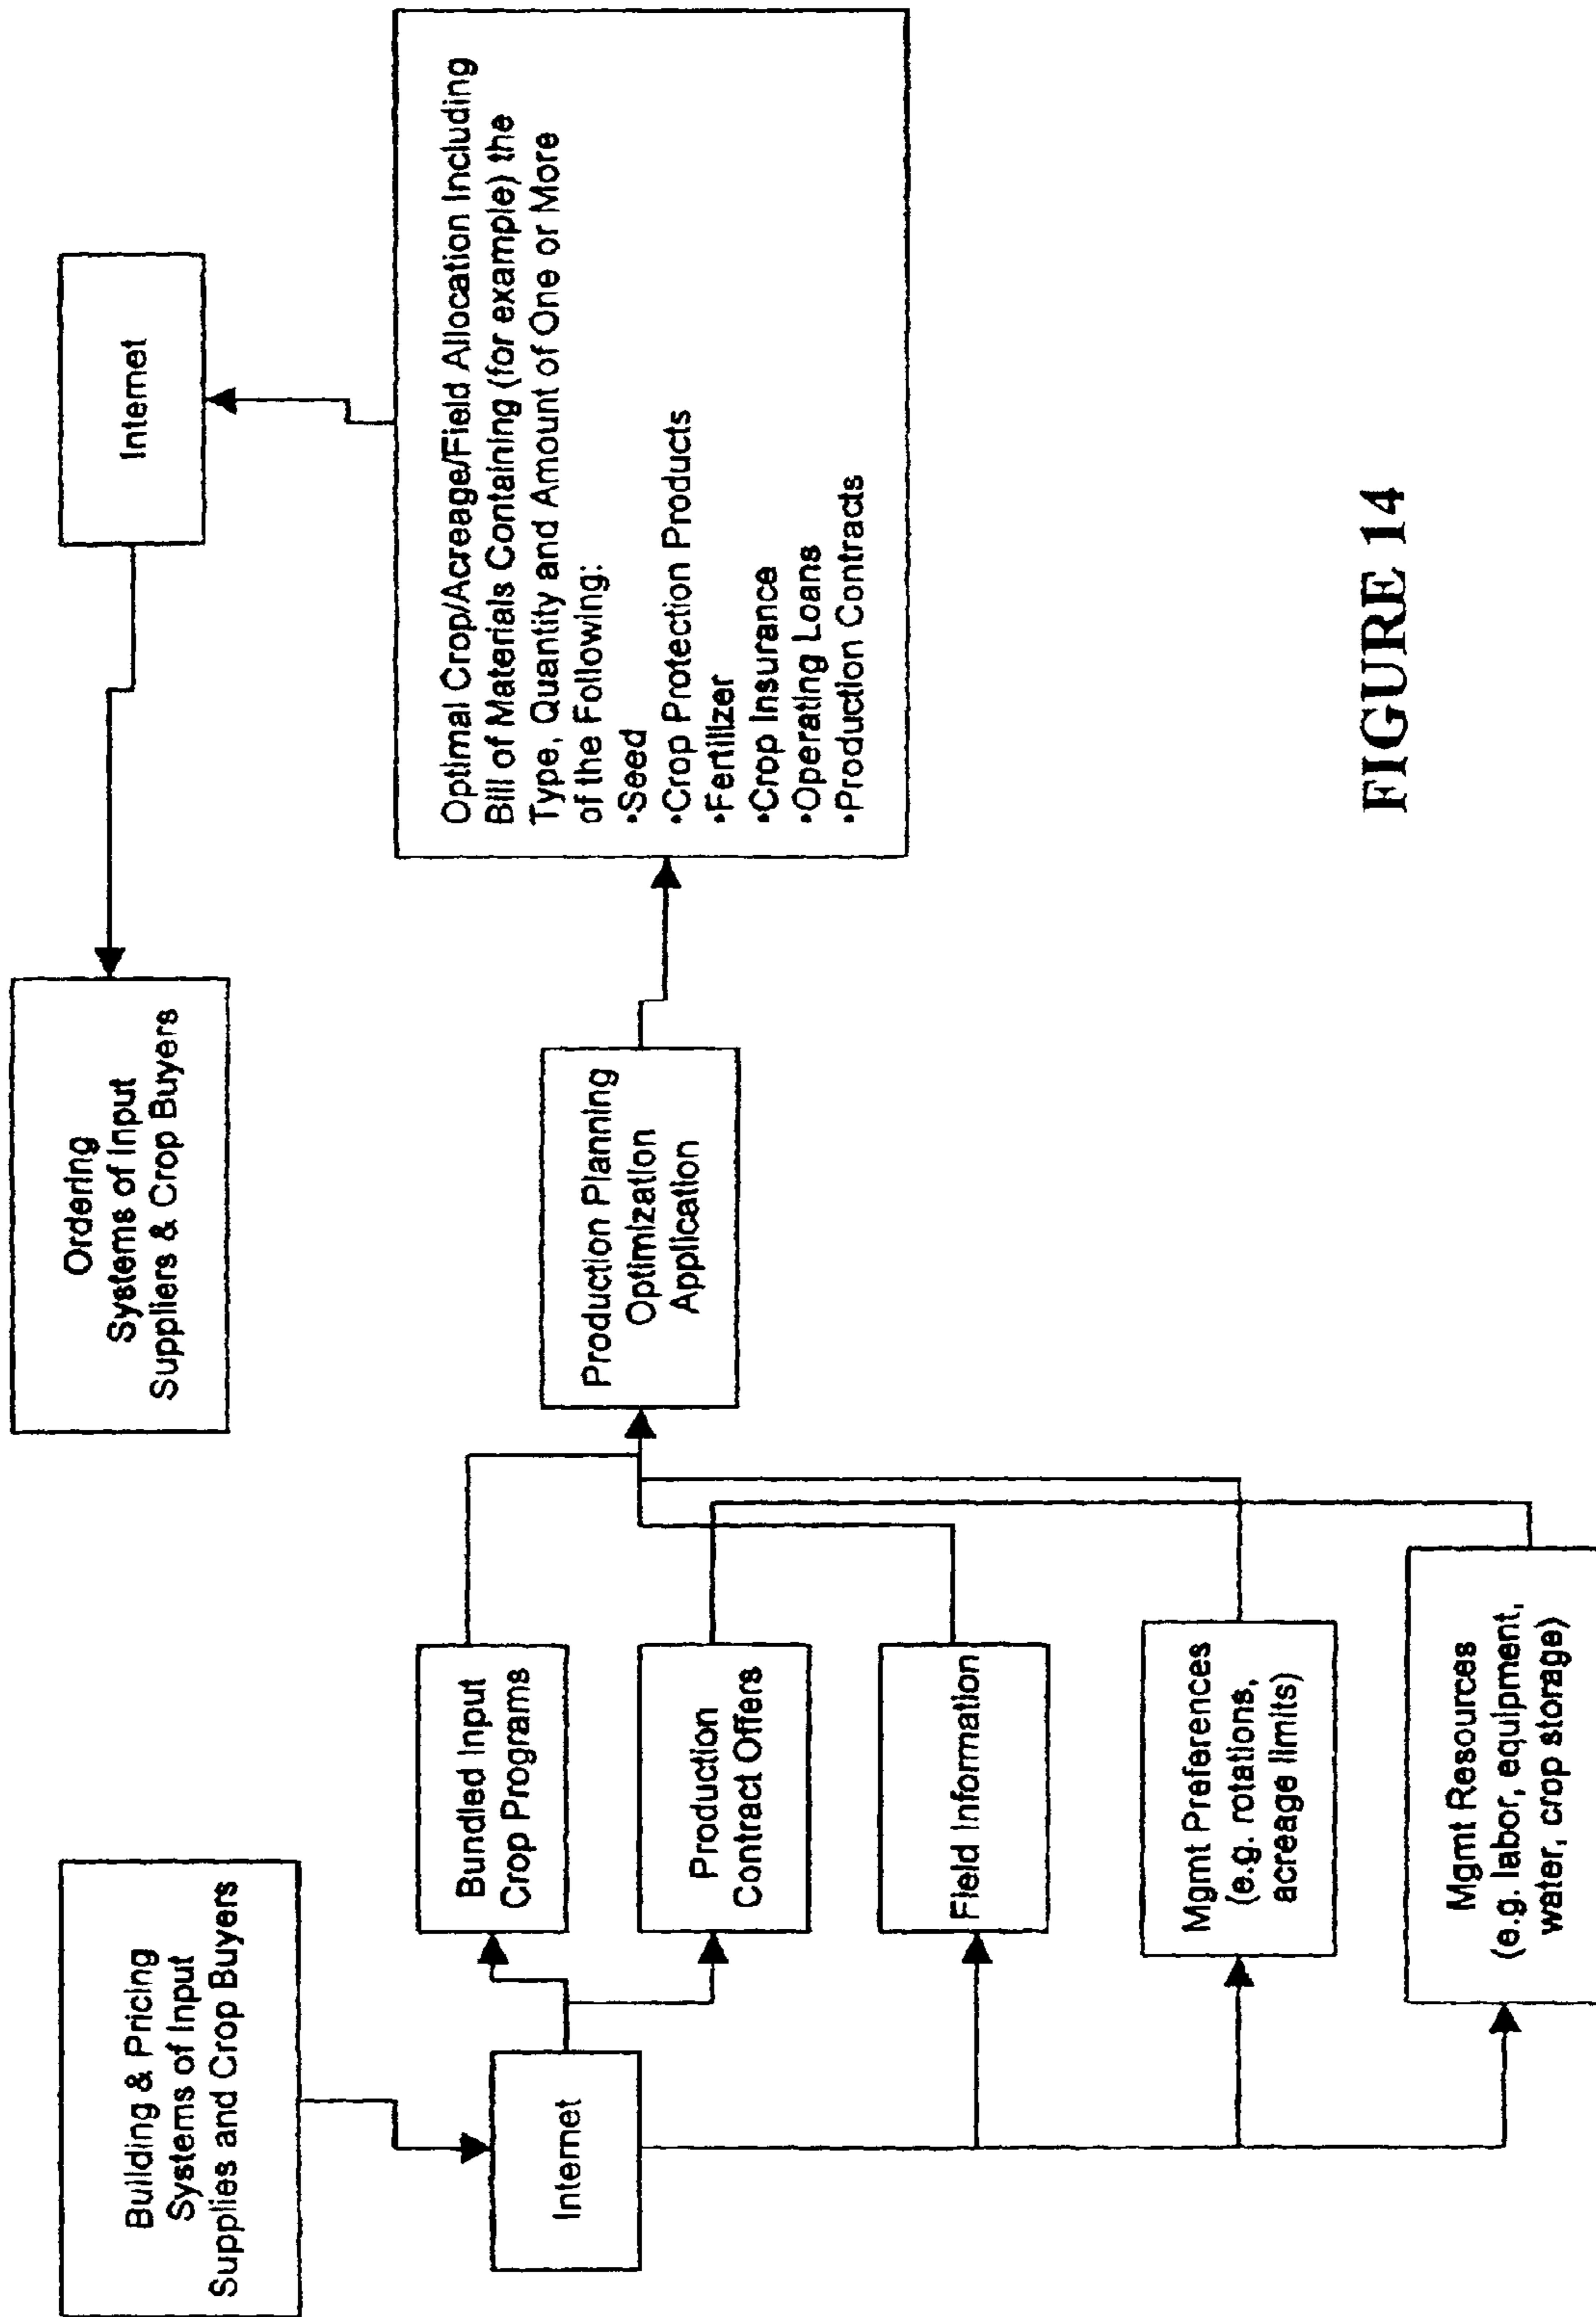 Building & Pricing
Systems of Input
Supplies and Crop Buyers
Internet
Bundled Input
Crop Programs
Production
Contract Offers
Field Information
Mgmt Preferences
(e.g. rotations,
acreage limits)
Mgmt Resources
(e.g. labor, equipment,
water, crop storage)
Production Planning
Optimization
Application
Ordering
Systems of Input
Suppliers & Crop Buyers
Internet
Optimal Crop/Acreage/Field Allocation Including
Bill of Materials Containing (for example) the
Type, Quantity and Amount of One or More
of the Following:
•Seed
•Crop Protection Products
•Fertilizer
•Crop Insurance
•Operating Loans
•Production Contracts
FIGURE 14